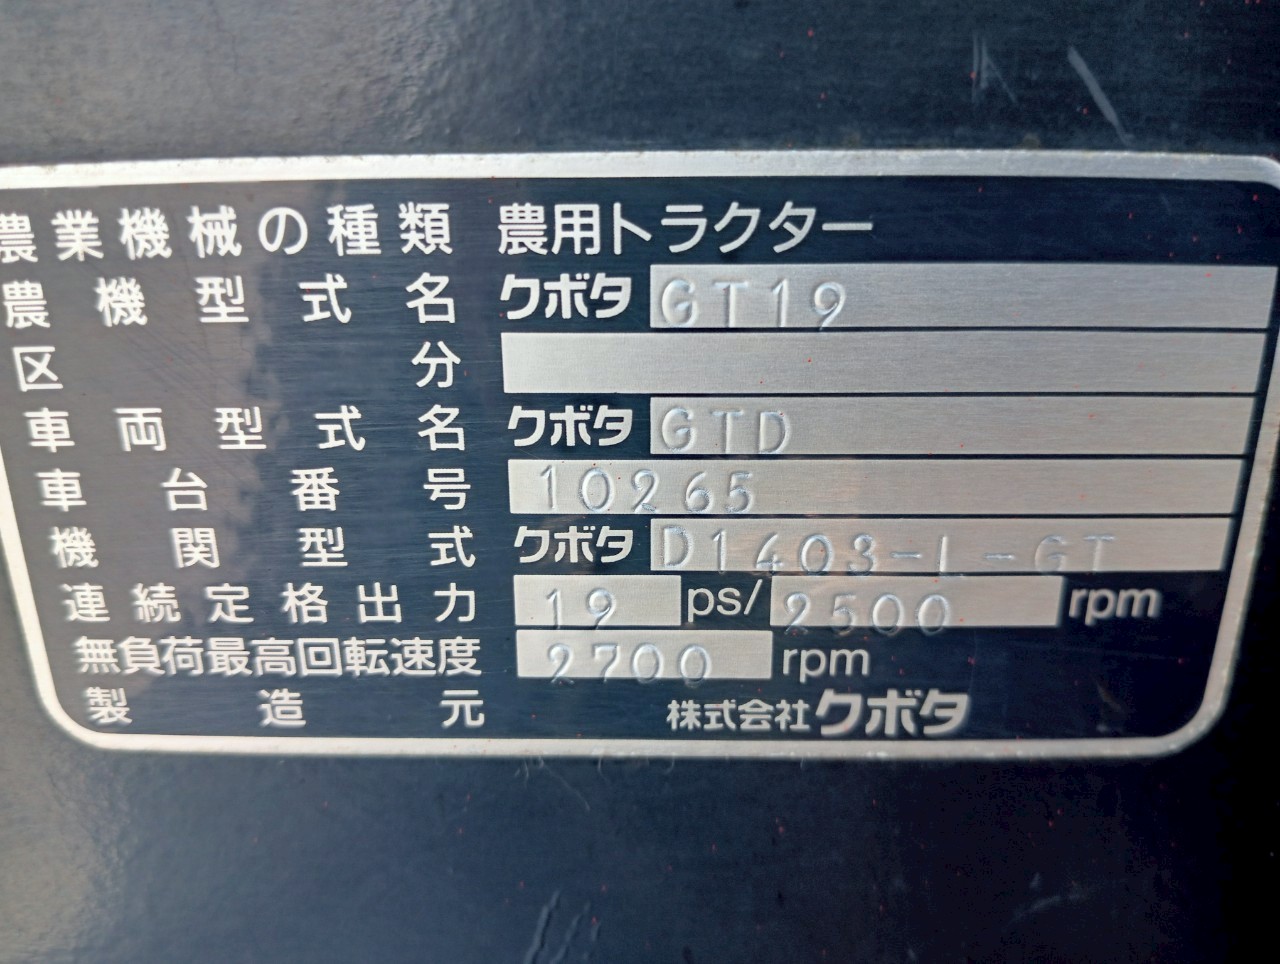 農業機械の種類 農用トラクター
農機型式名 クボタ GT19
区分
車両型式名 クボタ GTD
車台番号 10265
機関型式 クボタ D1403-L-GT
連続定格出力 19 ps/ 2500 rpm
無負荷最高回転速度 2700 rpm
製造元 株式会社クボタ